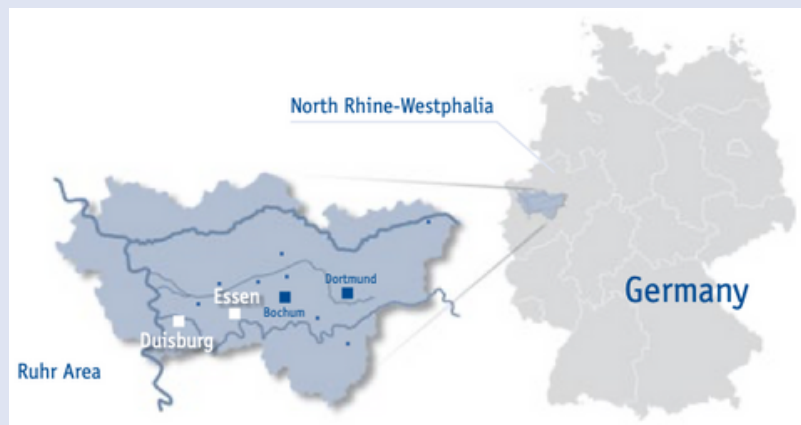 North Rhine-Westphalia
Dortmund
Essen
Bochum
Duisburg
Ruhr Area
Germany